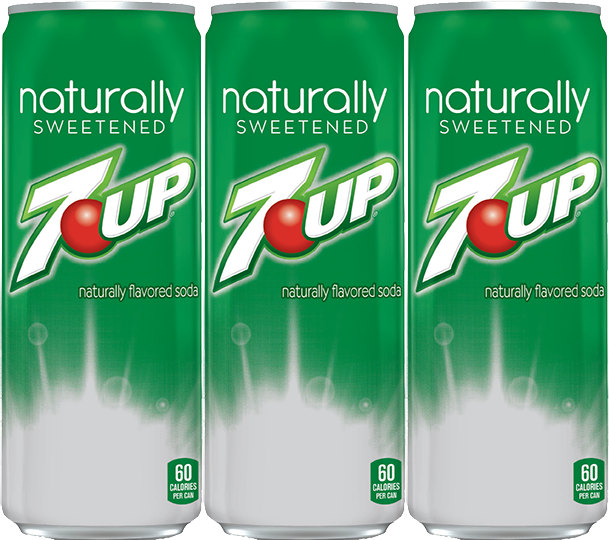 naturally
SWEETENED
7UP®
naturally flavored soda
60
CALORIES
PER CAN
naturally
SWEETENED
7UP®
naturally flavored soda
60
CALORIES
PER CAN
naturally
SWEETENED
7UP®
naturally flavored soda
60
CALORIES
PER CAN